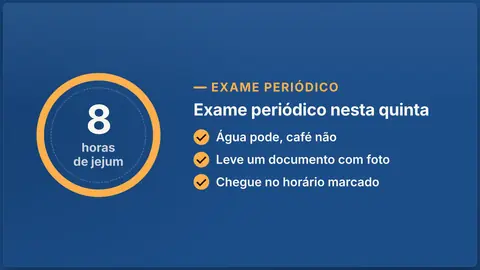 8
horas
de jejum
EXAME PERIÓDICO
Exame periódico nesta quinta
Água pode, café não
Leve um documento com foto
Chegue no horário marcado